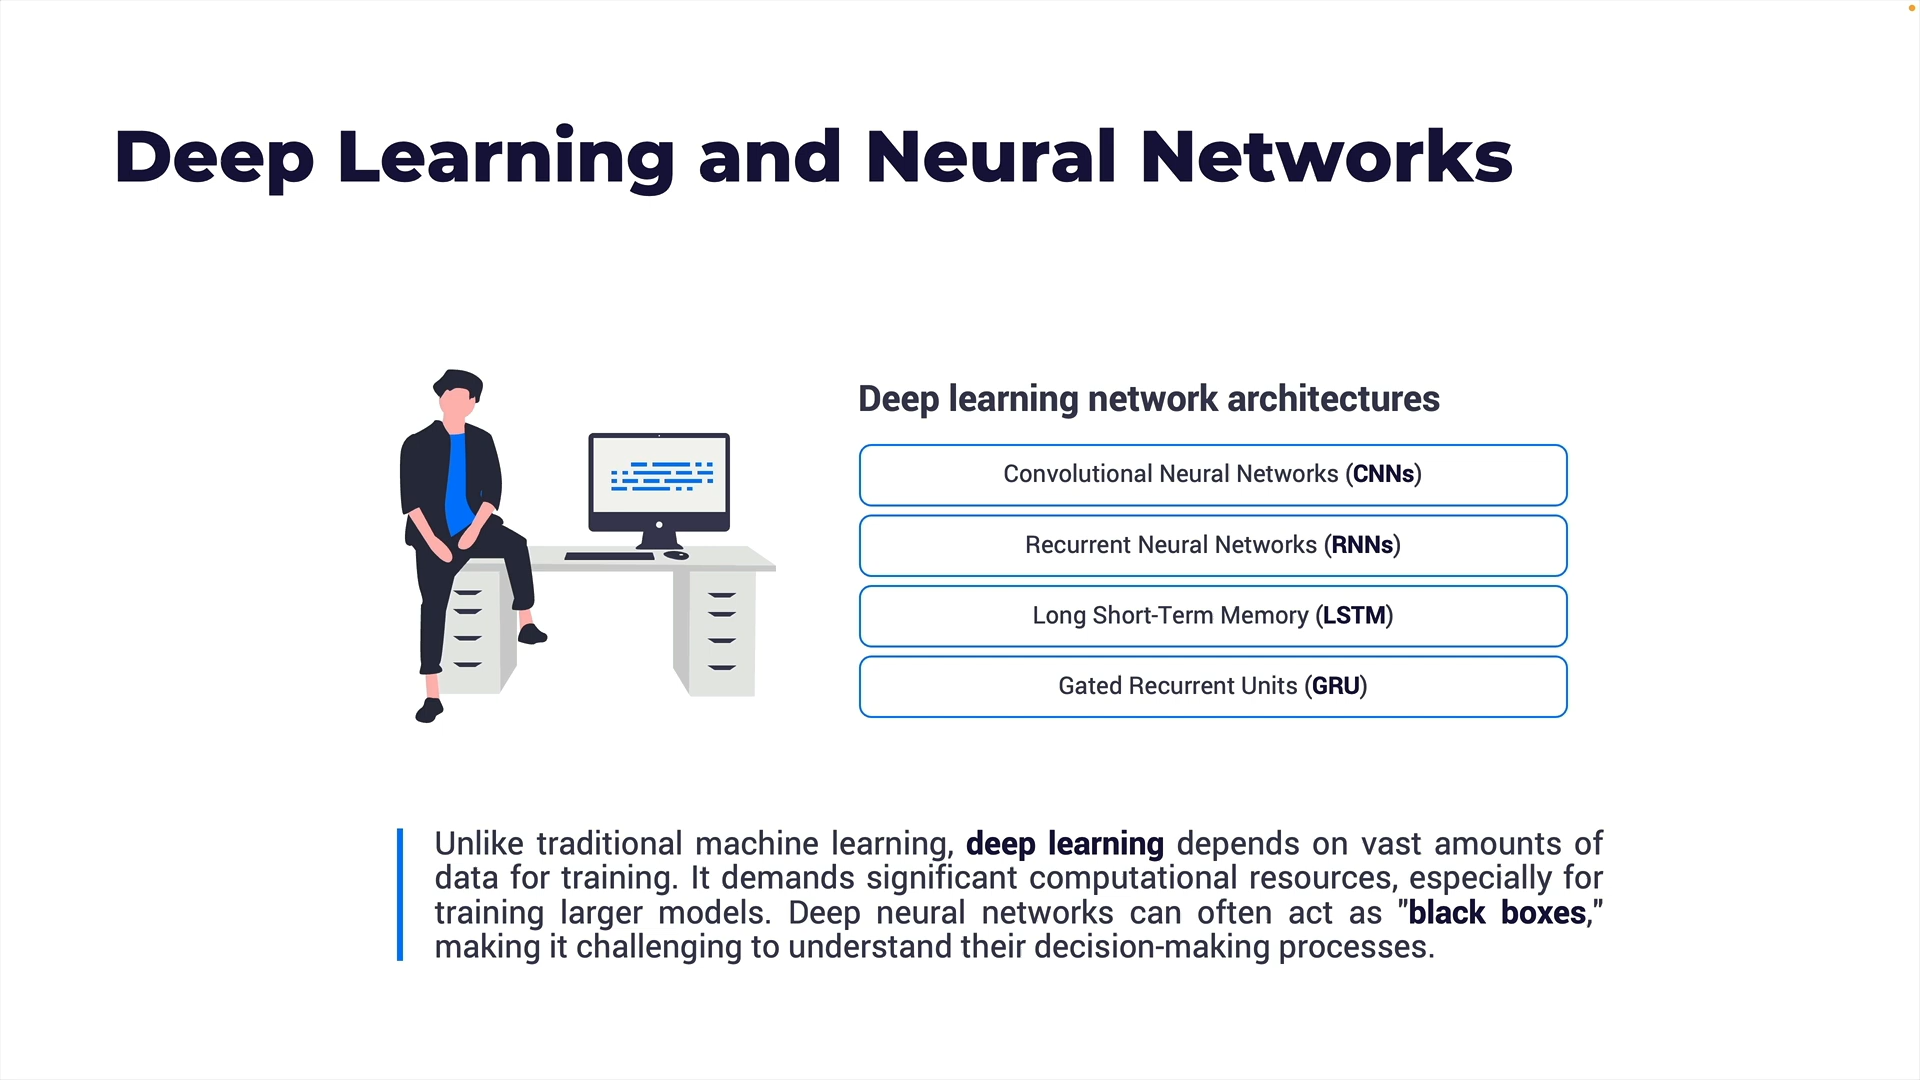 Deep Learning and Neural Networks
Deep learning network architectures
Convolutional Neural Networks (CNNs)
Recurrent Neural Networks (RNNs)
Long Short-Term Memory (LSTM)
Gated Recurrent Units (GRU)
Unlike traditional machine learning, deep learning depends on vast amounts of
data for training. It demands significant computational resources, especially for
training larger models. Deep neural networks can often act as "black boxes,"
making it challenging to understand their decision-making processes.